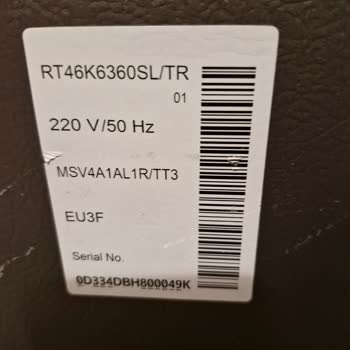 RT46K6360SL/TR
01
220 V/50 Hz
MSV4A1AL1R/TT3
EU3F
Serial No.
0D334DBH800049K